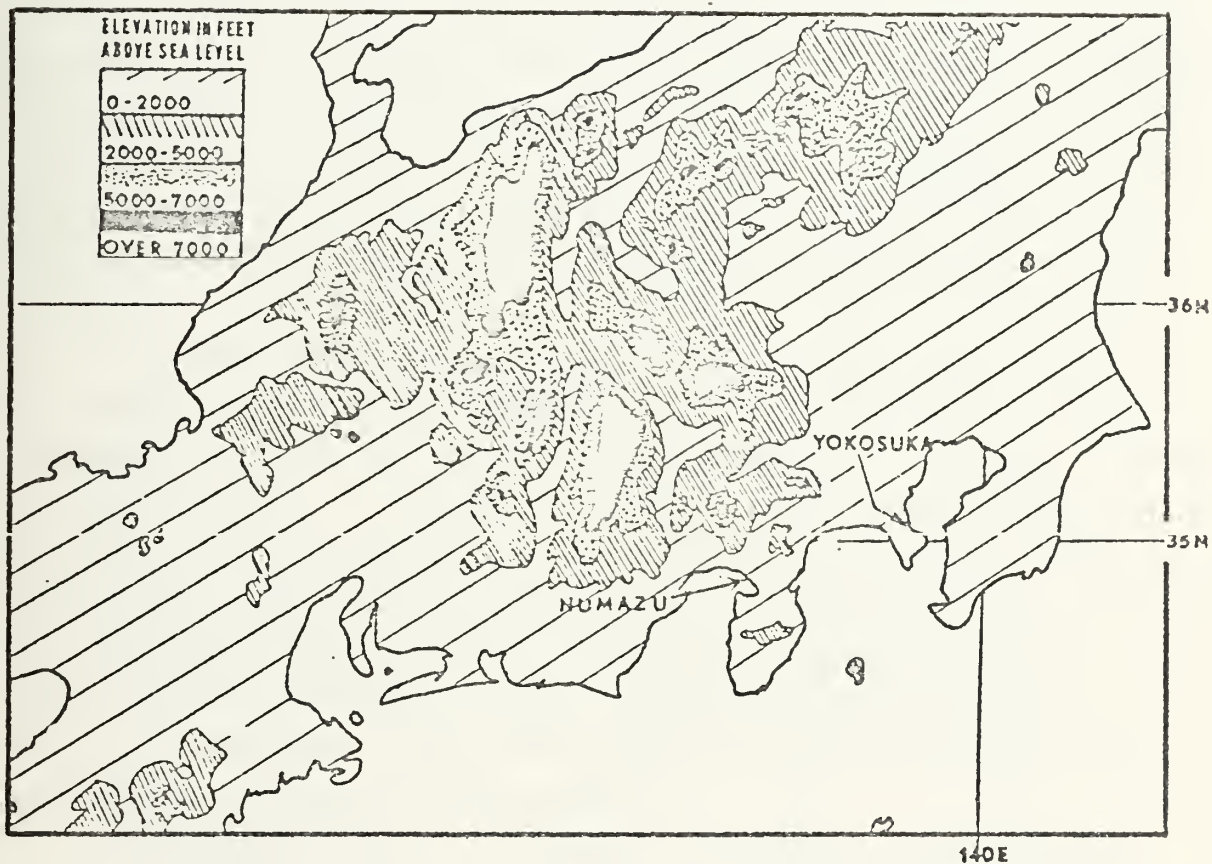 ELEVATION IN FEET
ABOVE SEA LEVEL
0-2000
2000-5000
5000-7000
OVER 7000
36N
YOKOSUKA
35N
NUMAZU
140E